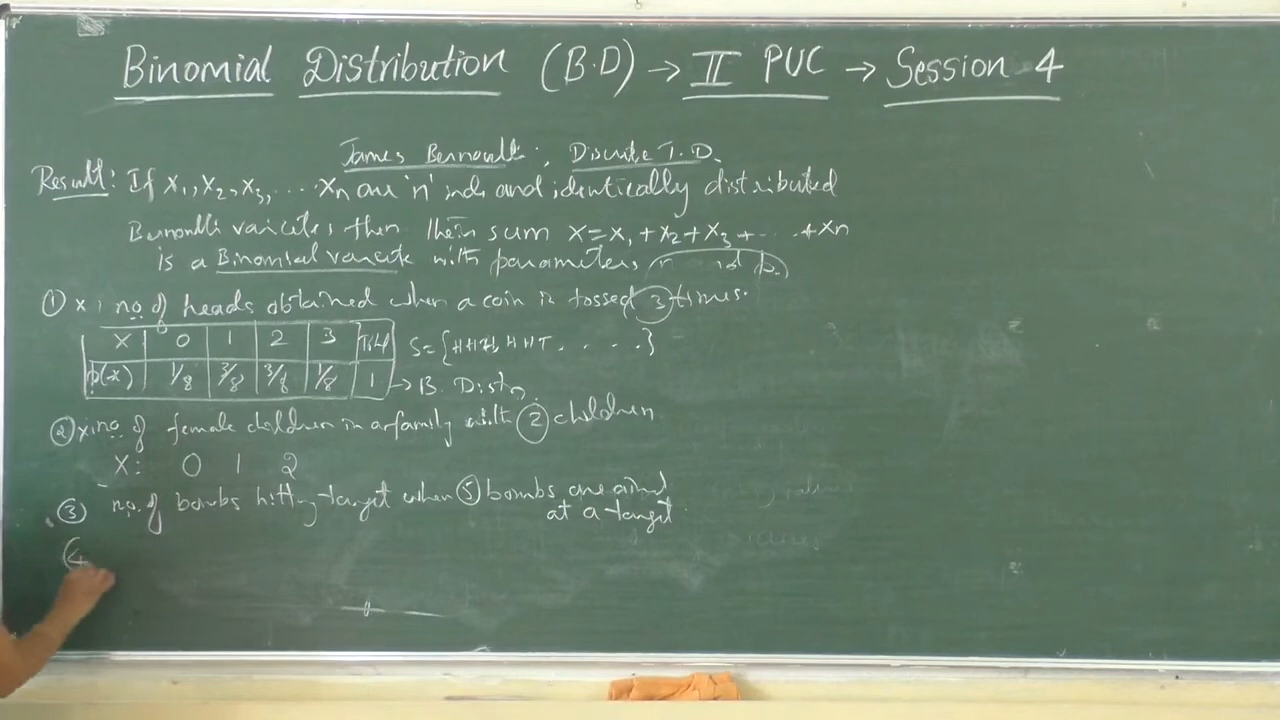 Binomial Distribution (B.D) → II PUC → Session 4
James Bernoulli, Discrete T.D.
Result: If X₁, X₂, X₃, .... Xn are 'n' inde and identically distributed
Bernoulli variates, then their sum X = X₁ + X₂ + X₃ + ... + Xn
is a Binomial variate with parameters n p.
① X: no. of heads obtained when a coin is tossed 3 times.
X 0 1 2 3 Total S={HHH, HHT, . . . .}
p(x) 1/8 3/8 3/8 1/8 1 → B. Distn
② X: no. of female children in a family with 2 children
X: 0 1 2
③ no. of bombs hitting target when 5 bombs are aimed
at a target.